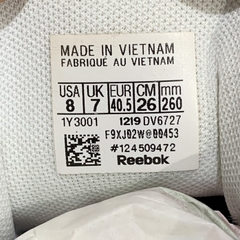 MADE IN VIETNAM
FABRIQUÉ AU VIETNAM
USA UK EUR CM mm
8 7 40.5 26 260
1Y3001 1219 DV6727
F9XJ02W@00453
#124509472
Reebok